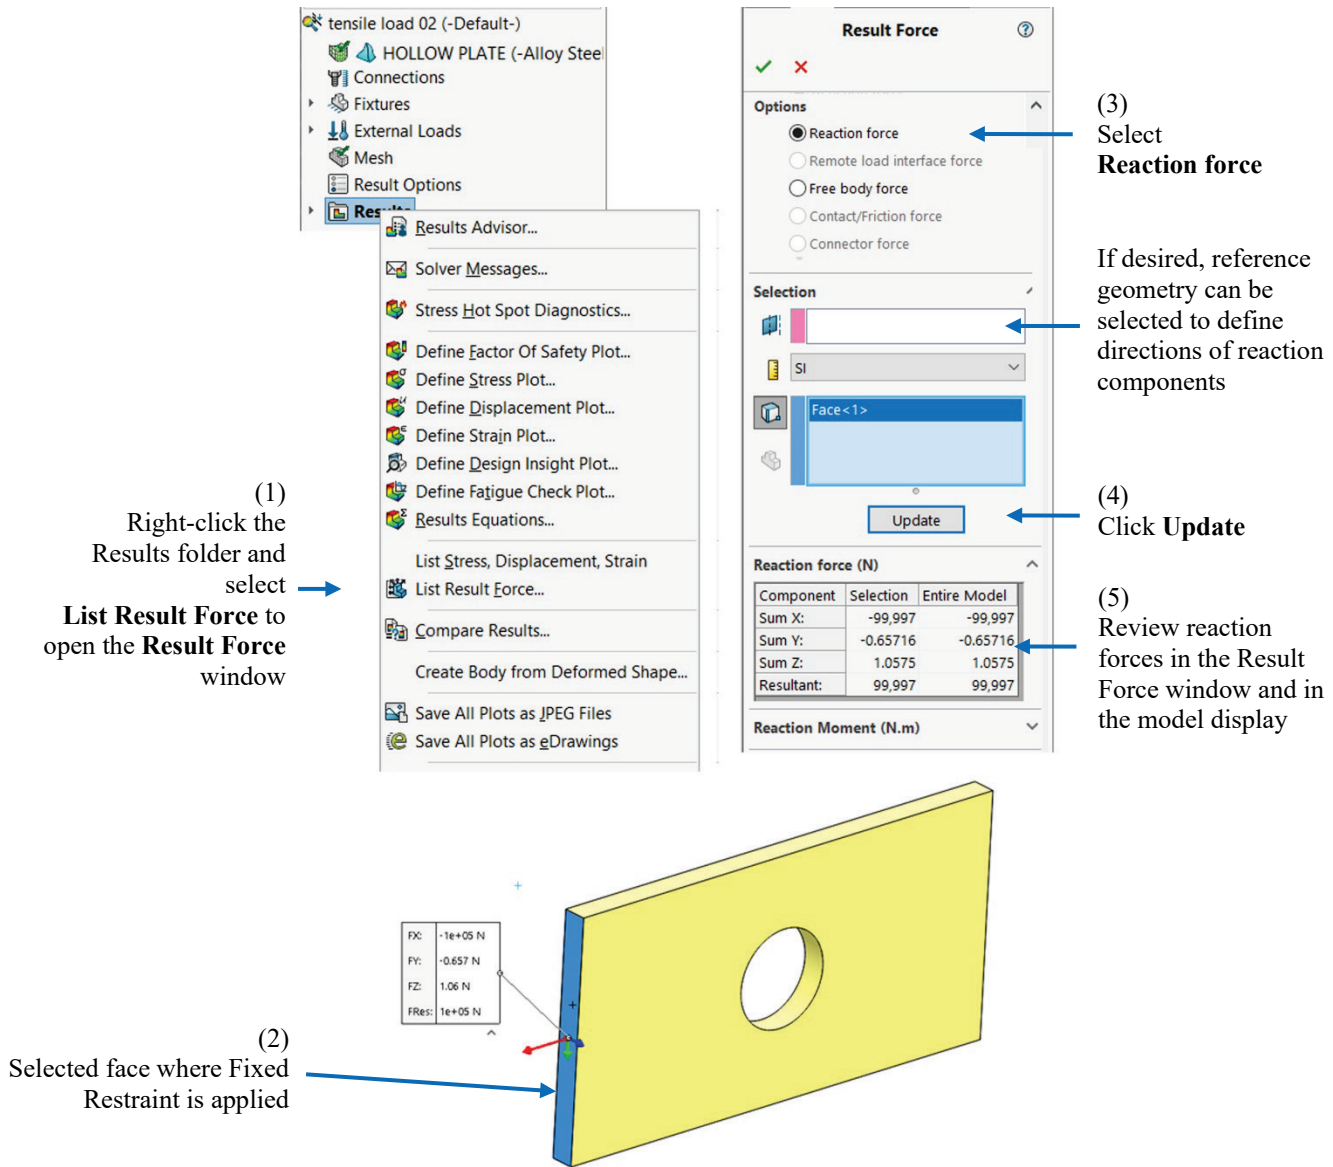 tensile load 02 (-Default-)
HOLLOW PLATE (-Alloy Steel
Connections
Fixtures
External Loads
Mesh
Result Options
Results
Results Advisor...
Solver Messages...
Stress Hot Spot Diagnostics...
Define Factor Of Safety Plot...
Define Stress Plot...
Define Displacement Plot...
Define Strain Plot...
Define Design Insight Plot...
Define Fatigue Check Plot...
Results Equations...
List Stress, Displacement, Strain
List Result Force...
Compare Results...
Create Body from Deformed Shape...
Save All Plots as JPEG Files
Save All Plots as eDrawings
(1)
Right-click the
Results folder and
select
List Result Force to
open the Result Force
window
Result Force
Options
Reaction force
Remote load interface force
Free body force
Contact/Friction force
Connector force
Selection
SI
Face<1>
Update
Reaction force (N)
Component Selection Entire Model
Sum X: -99,997 -99,997
Sum Y: -0.65716 -0.65716
Sum Z: 1.0575 1.0575
Resultant: 99,997 99,997
Reaction Moment (N.m)
(3)
Select
Reaction force
If desired, reference
geometry can be
selected to define
directions of reaction
components
(4)
Click Update
(5)
Review reaction
forces in the Result
Force window and in
the model display
FX: -1e+05 N
FY: -0.657 N
FZ: 1.06 N
FRes: 1e+05 N
(2)
Selected face where Fixed
Restraint is applied